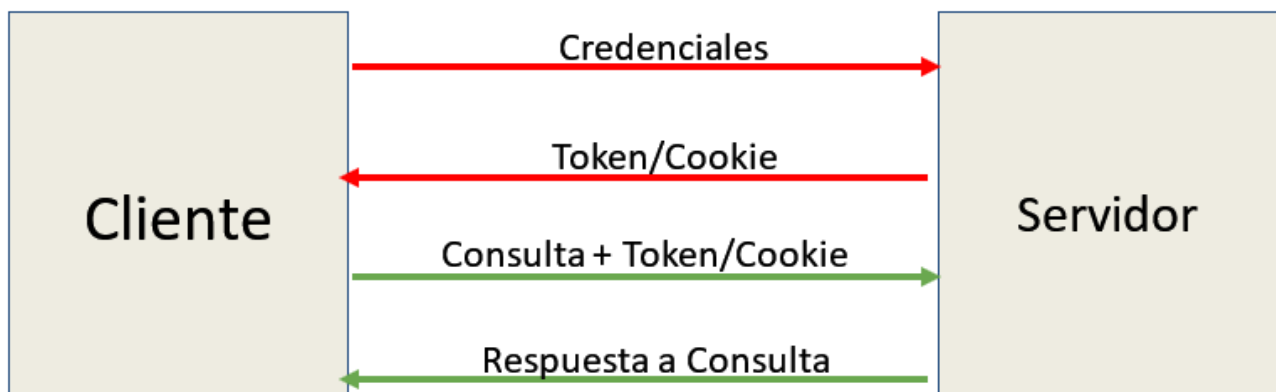 Credenciales
Token/Cookie
Cliente
Servidor
Consulta + Token/Cookie
Respuesta a Consulta